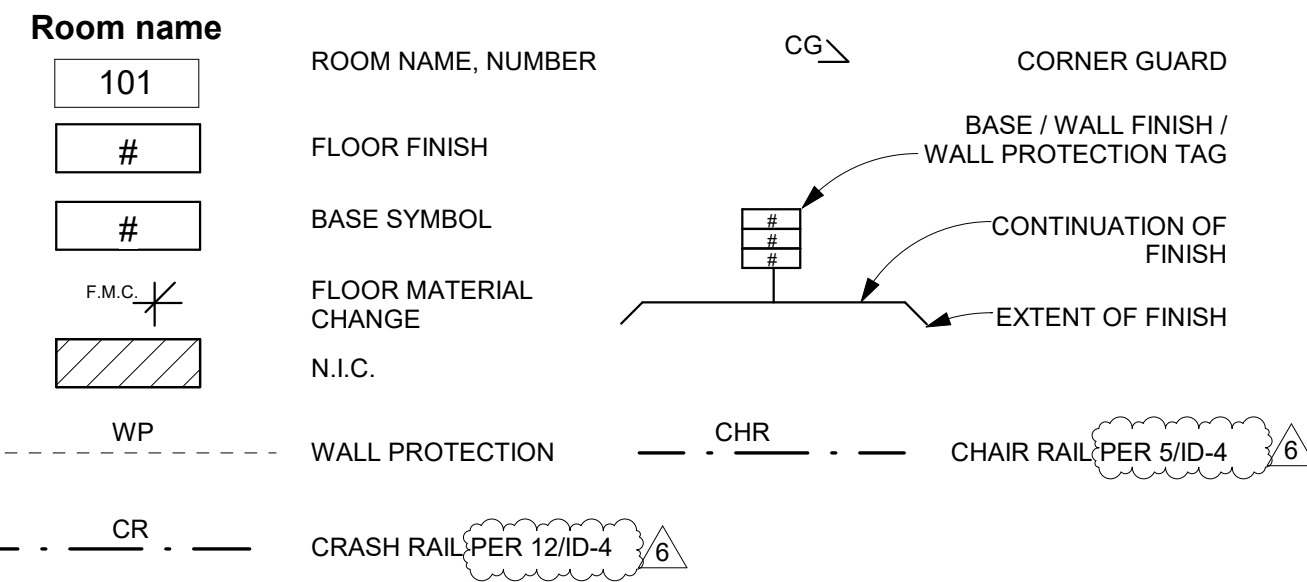 Room name
101
ROOM NAME, NUMBER
#
FLOOR FINISH
#
BASE SYMBOL
F.M.C.
FLOOR MATERIAL
CHANGE
N.I.C.
WP
WALL PROTECTION
CR
CRASH RAIL PER 12/ID-4
6
CG
CORNER GUARD
BASE / WALL FINISH /
WALL PROTECTION TAG
#
#
#
CONTINUATION OF
FINISH
EXTENT OF FINISH
CHR
CHAIR RAIL PER 5/ID-4
6